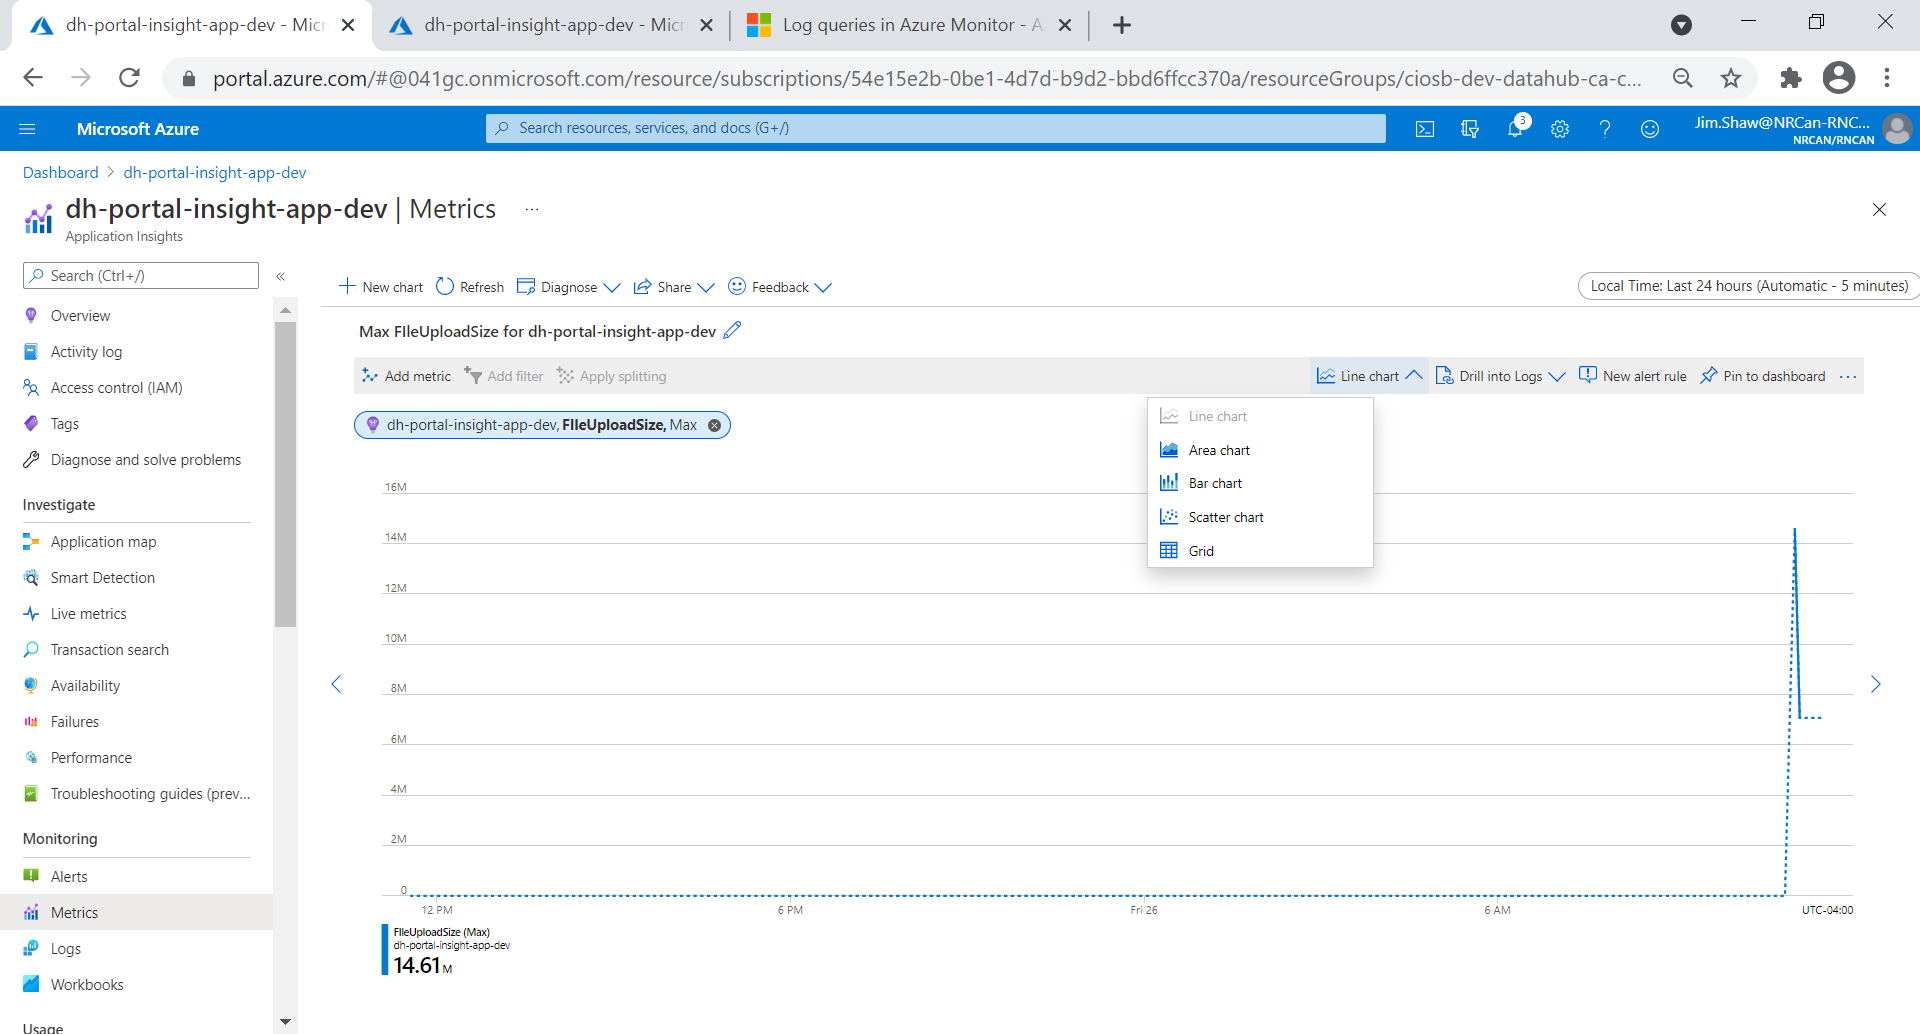 dh-portal-insight-app-dev - Micr
dh-portal-insight-app-dev - Micr
Log queries in Azure Monitor - A
portal.azure.com/#@041gc.onmicrosoft.com/resource/subscriptions/54e15e2b-0be1-4d7d-b9d2-bbd6ffcc370a/resourceGroups/ciosb-dev-datahub-ca-c...
Microsoft Azure
Search resources, services, and docs (G+/)
3
Jim.Shaw@NRCan-RNC...
NRCAN/RNCAN
Dashboard > dh-portal-insight-app-dev
dh-portal-insight-app-dev | Metrics ...
Application Insights
Search (Ctrl+/) «
Overview
Activity log
Access control (IAM)
Tags
Diagnose and solve problems
Investigate
Application map
Smart Detection
Live metrics
Transaction search
Availability
Failures
Performance
Troubleshooting guides (prev...
Monitoring
Alerts
Metrics
Logs
Workbooks
Usage
New chart Refresh Diagnose Share Feedback
Local Time: Last 24 hours (Automatic - 5 minutes)
Max FIleUploadSize for dh-portal-insight-app-dev
Add metric Add filter Apply splitting
Line chart Drill into Logs New alert rule Pin to dashboard ...
dh-portal-insight-app-dev, FIleUploadSize, Max
Line chart
Area chart
Bar chart
Scatter chart
Grid
16M
14M
12M
10M
8M
6M
4M
2M
0
12 PM 6 PM Fri 26 6 AM UTC-04:00
FIleUploadSize (Max)
dh-portal-insight-app-dev
14.61 M